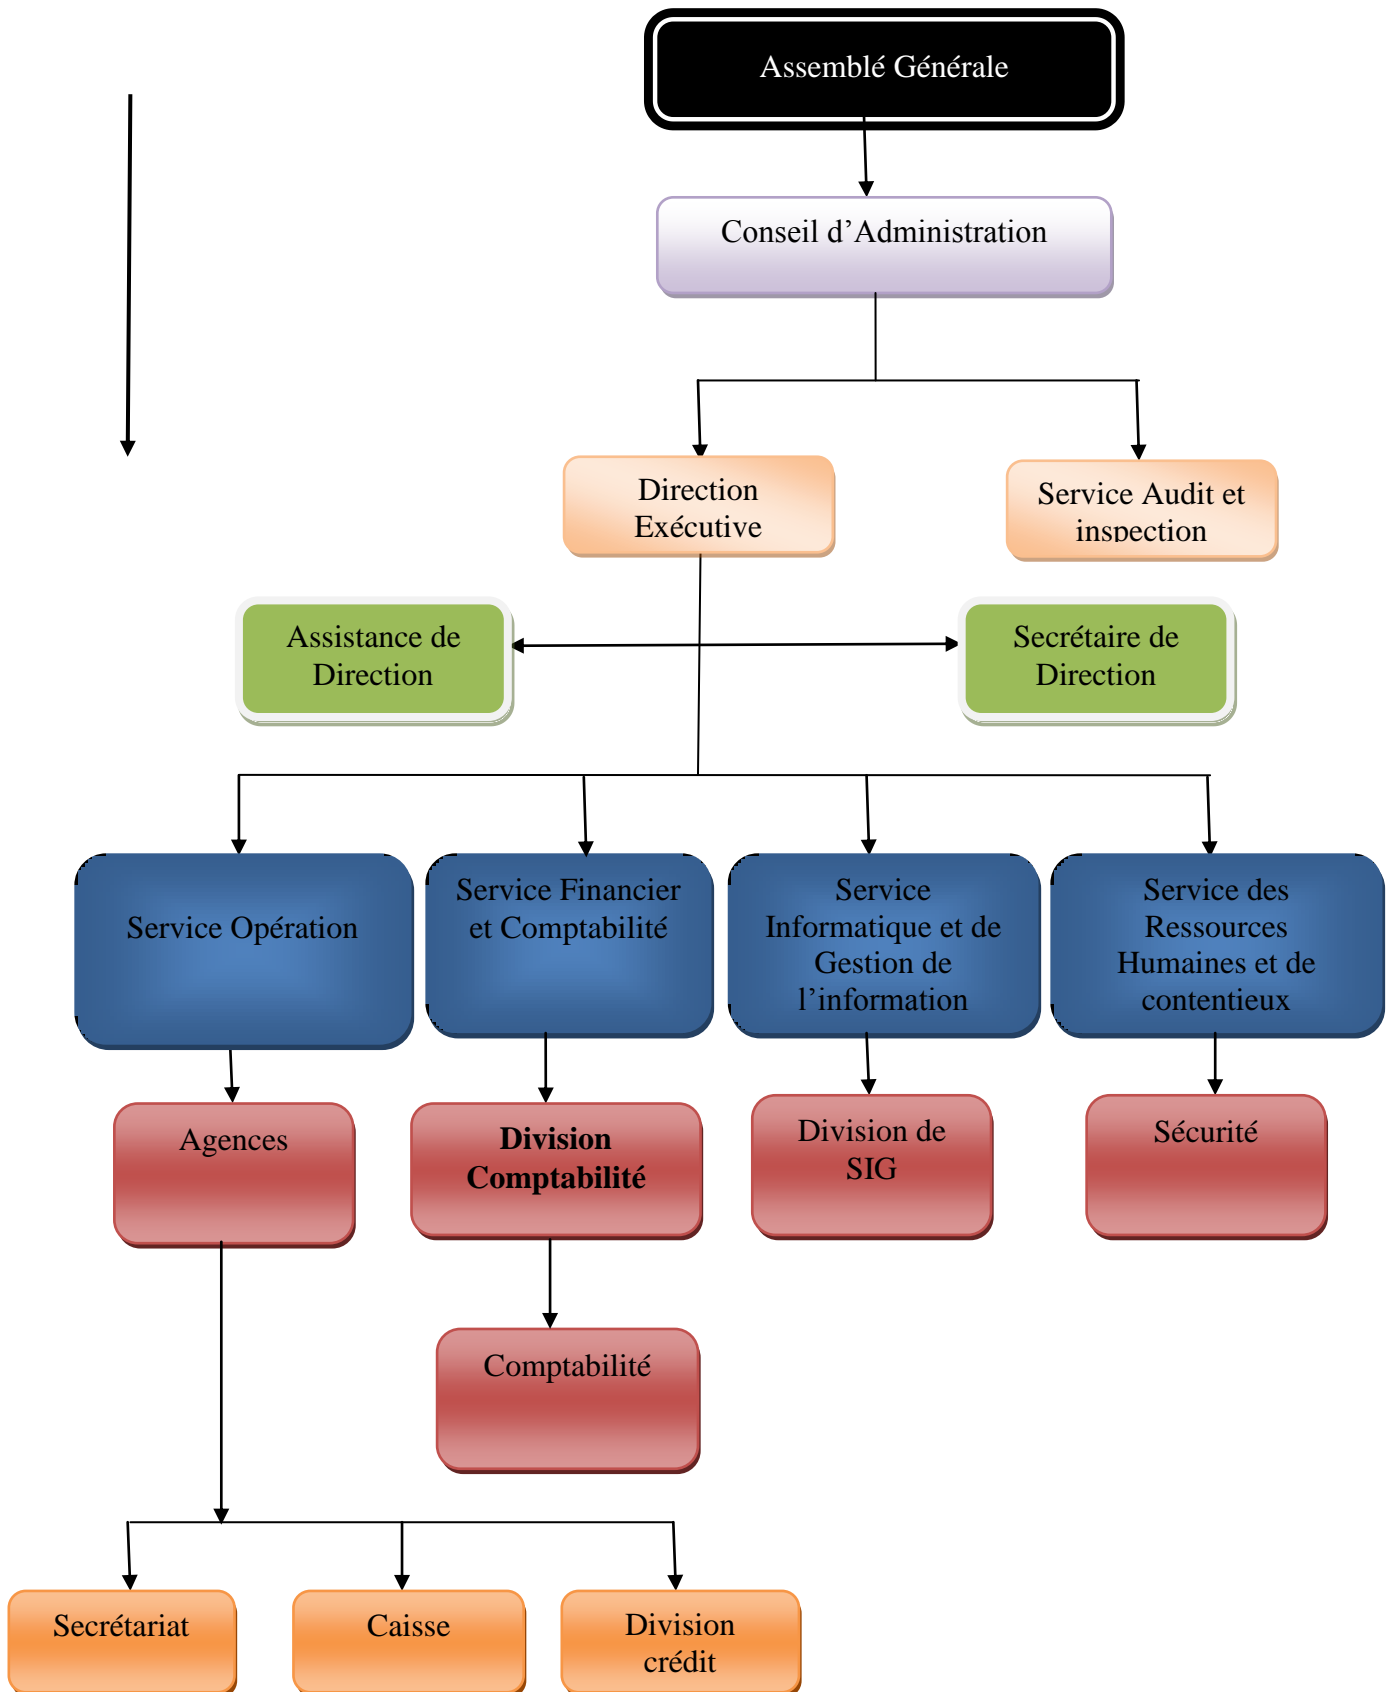 Assemblé Générale
Conseil d’Administration
Direction
Exécutive
Service Audit et
inspection
Assistance de
Direction
Secrétaire de
Direction
Service Opération
Service Financier
et Comptabilité
Service
Informatique et de
Gestion de
l’information
Service des
Ressources
Humaines et de
contentieux
Agences
Division
Comptabilité
Division de
SIG
Sécurité
Comptabilité
Secrétariat
Caisse
Division
crédit